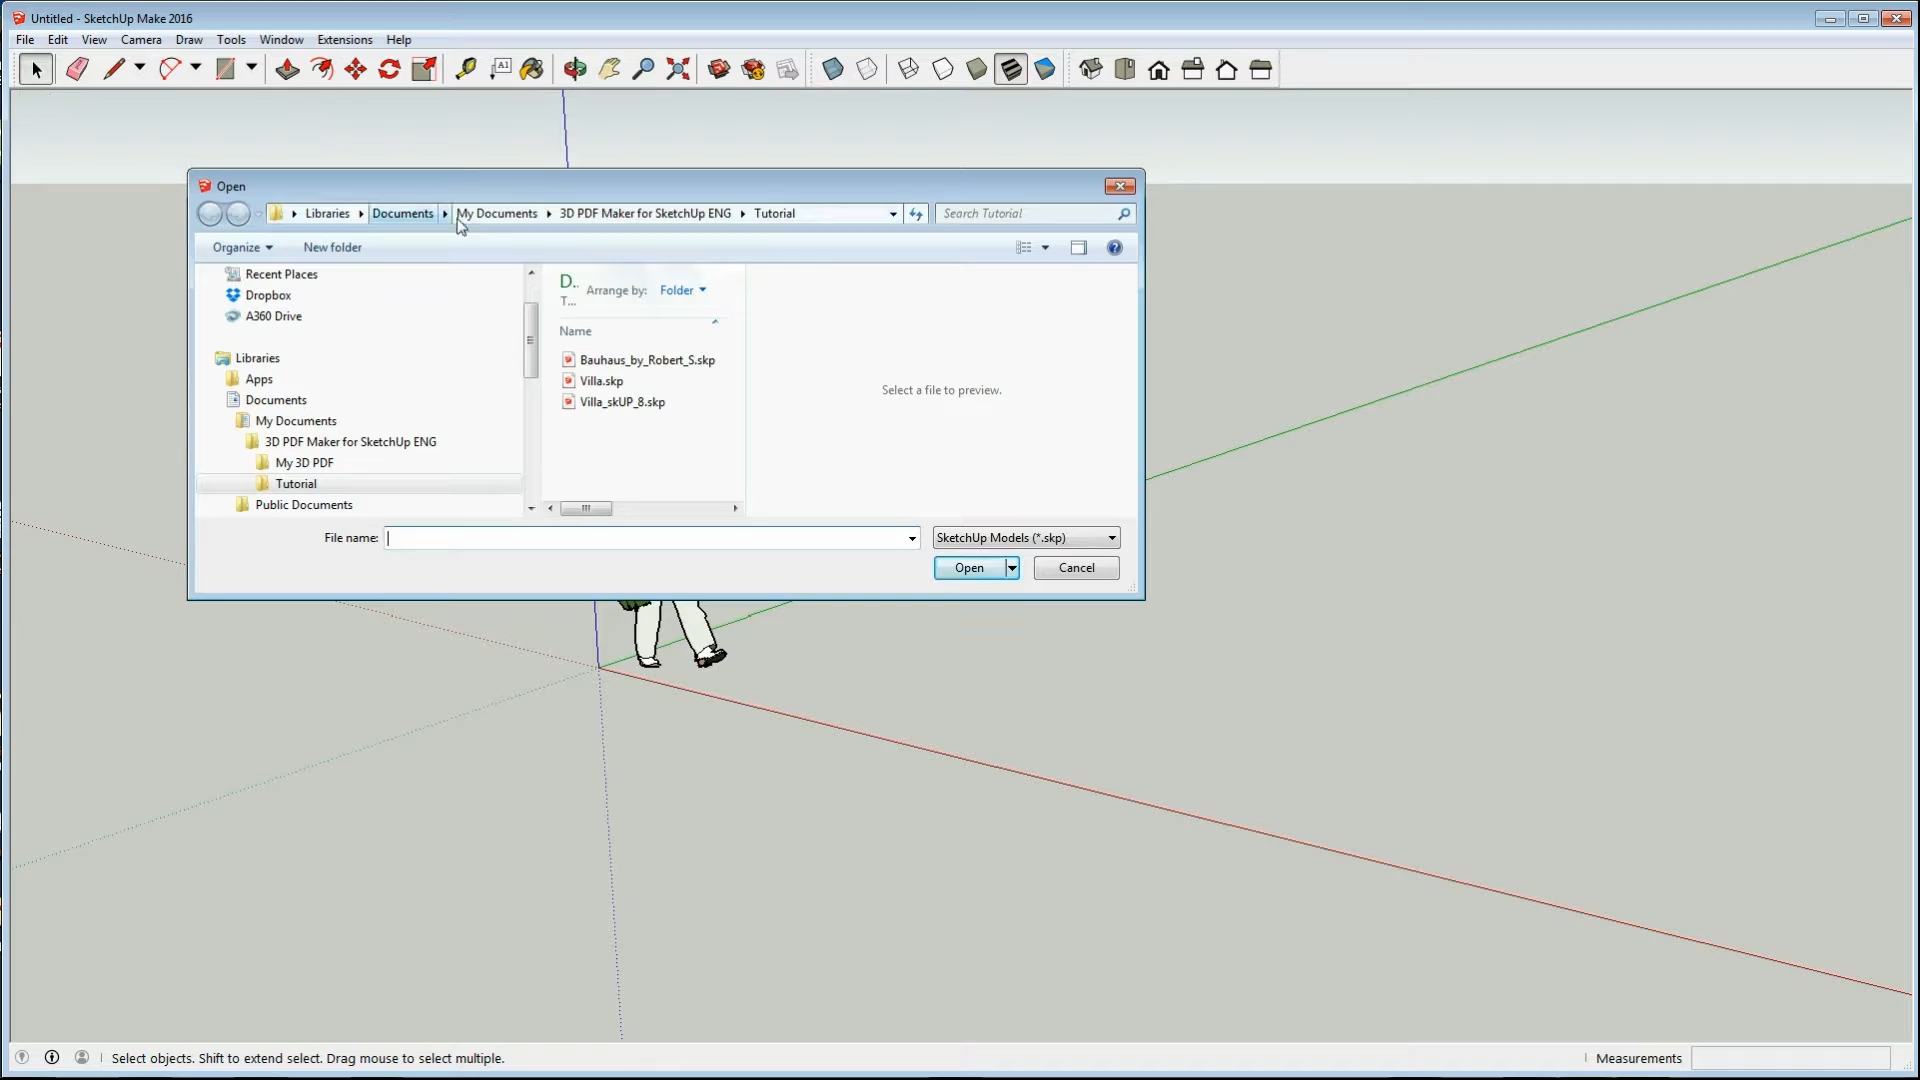 Untitled - SketchUp Make 2016
File Edit View Camera Draw Tools Window Extensions Help
A1
Open
Libraries Documents My Documents 3D PDF Maker for SketchUp ENG Tutorial Search Tutorial
Organize New folder
Recent Places
Dropbox
A360 Drive
Libraries
Apps
Documents
My Documents
3D PDF Maker for SketchUp ENG
My 3D PDF
Tutorial
Public Documents
D..
T...
Arrange by: Folder
Name
Bauhaus_by_Robert_S.skp
Villa.skp
Villa_skUP_8.skp
Select a file to preview.
File name: SketchUp Models (*.skp)
Open Cancel
Select objects. Shift to extend select. Drag mouse to select multiple. Measurements